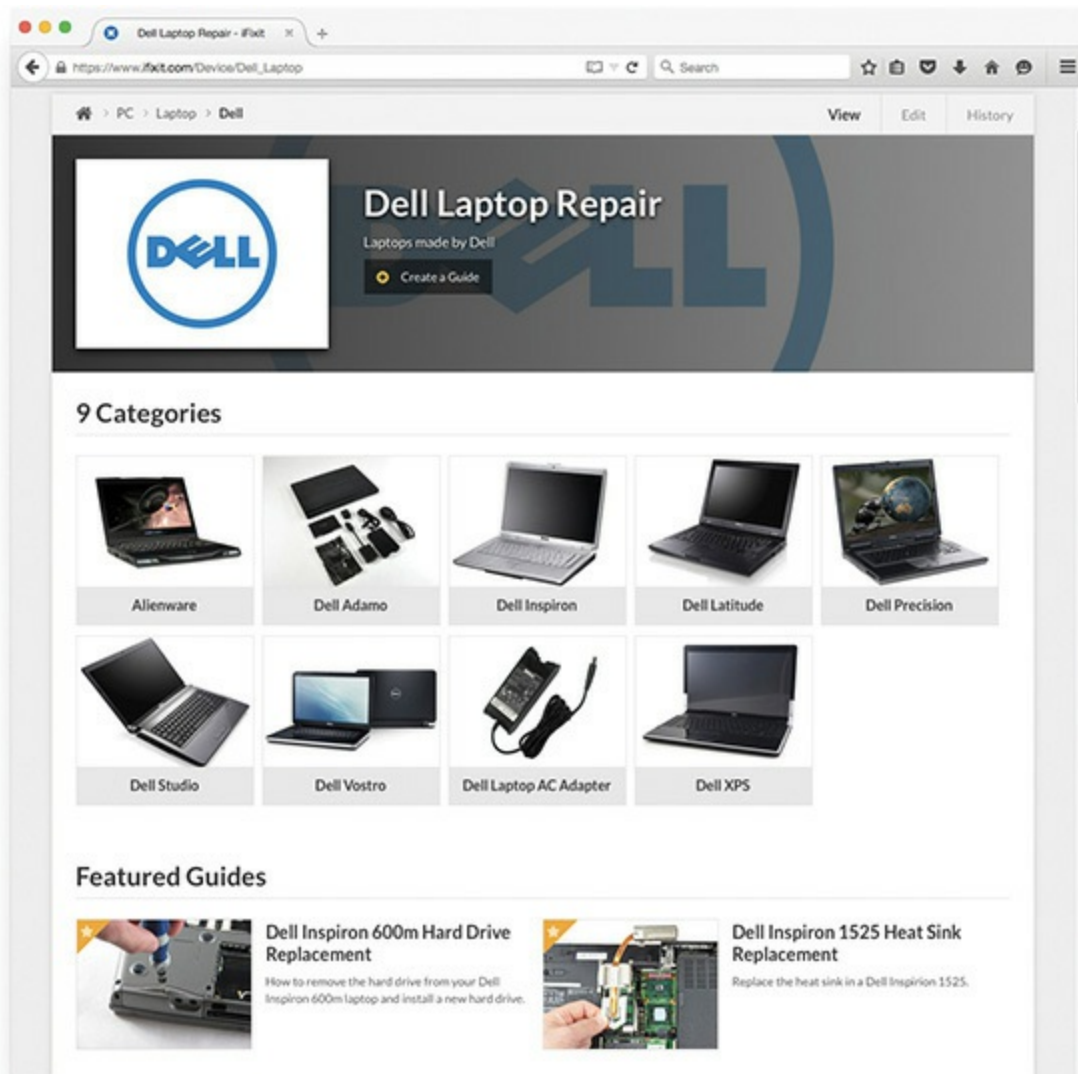 Dell Laptop Repair - iFixit
https://www.ifixit.com/Device/Dell_Laptop
Search
> PC > Laptop > Dell
View Edit History
DELL
DELL
Dell Laptop Repair
Laptops made by Dell
Create a Guide
9 Categories
Alienware Dell Adamo Dell Inspiron Dell Latitude Dell Precision
Dell Studio Dell Vostro Dell Laptop AC Adapter Dell XPS
Featured Guides
Dell Inspiron 600m Hard Drive
Replacement
How to remove the hard drive from your Dell
Inspiron 600m laptop and install a new hard drive.
Dell Inspiron 1525 Heat Sink
Replacement
Replace the heat sink in a Dell Inspirion 1525.